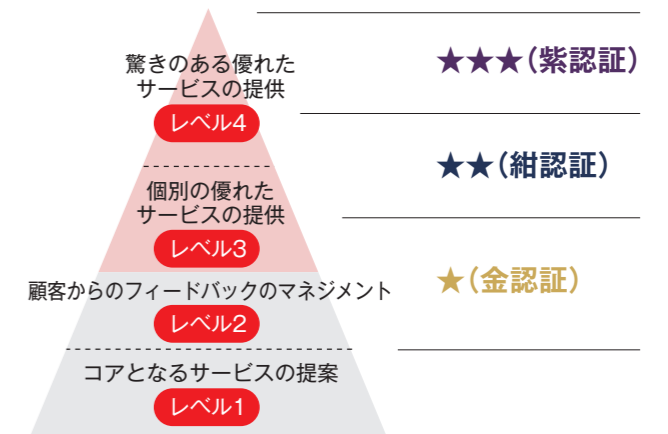 驚きのある優れた
サービスの提供
レベル4
★★★(紫認証)
★★(紺認証)
個別の優れた
サービスの提供
レベル3
★(金認証)
顧客からのフィードバックのマネジメント
レベル2
コアとなるサービスの提案
レベル1